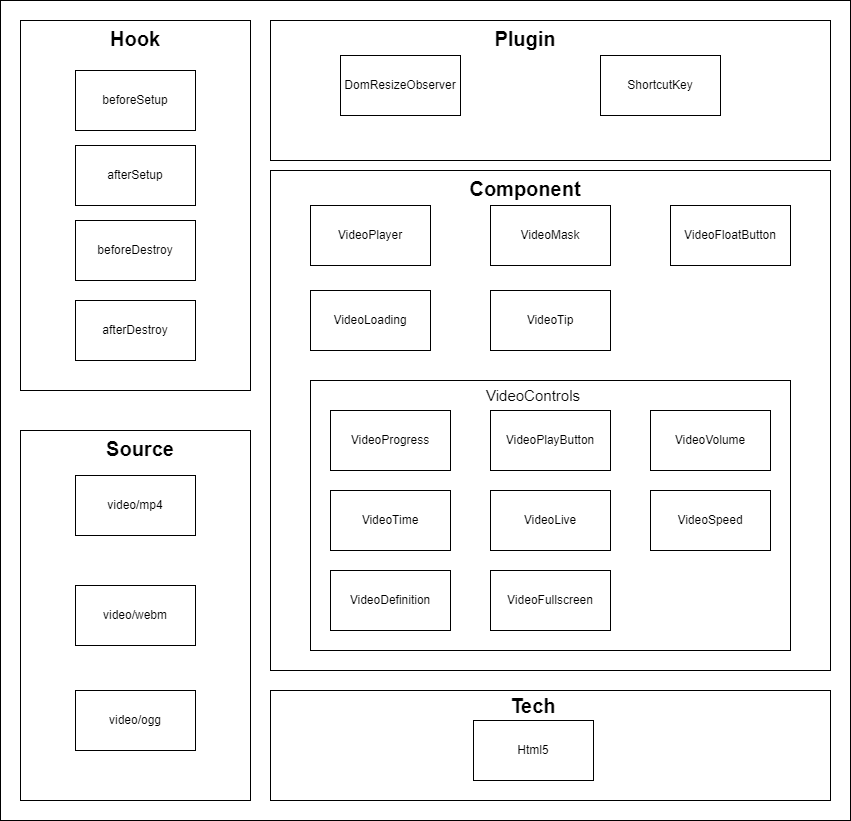 Hook
beforeSetup
afterSetup
beforeDestroy
afterDestroy
Source
video/mp4
video/webm
video/ogg
Plugin
DomResizeObserver
ShortcutKey
Component
VideoPlayer
VideoMask
VideoFloatButton
VideoLoading
VideoTip
VideoControls
VideoProgress
VideoPlayButton
VideoVolume
VideoTime
VideoLive
VideoSpeed
VideoDefinition
VideoFullscreen
Tech
Html5